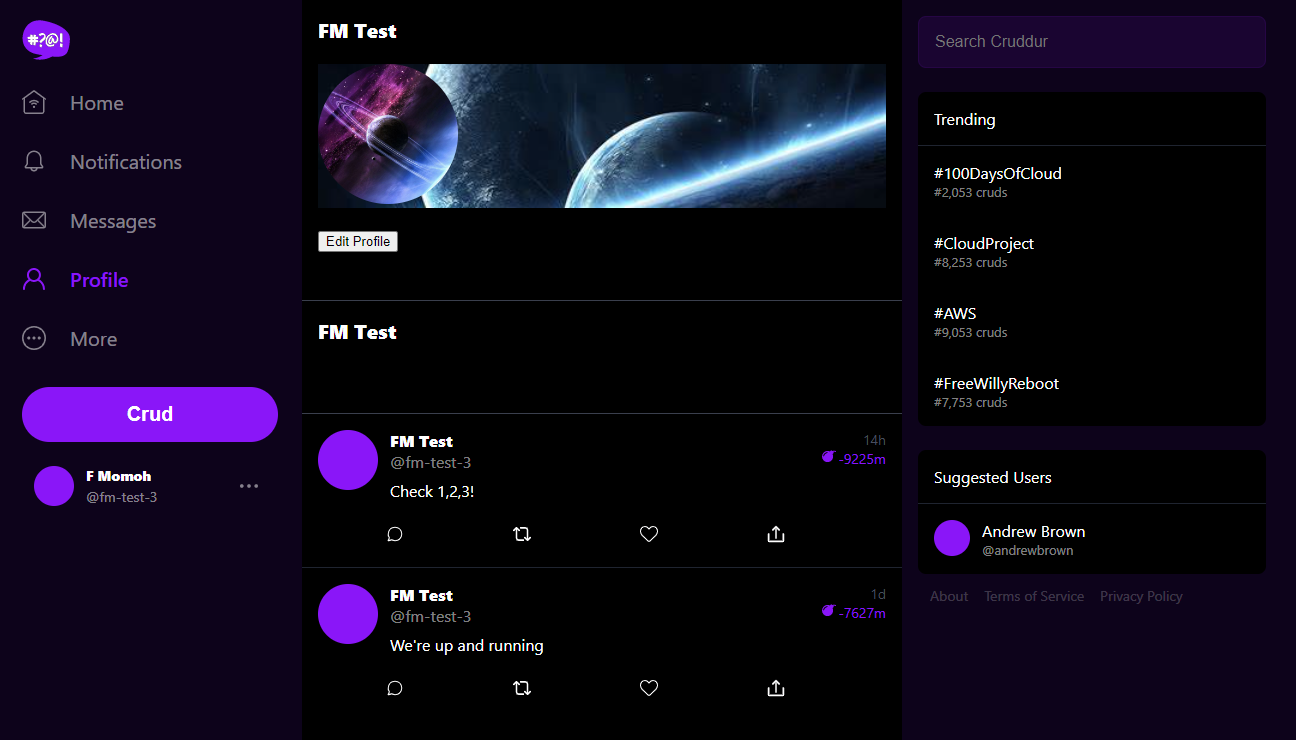 #?@!
Home
Notifications
Messages
Profile
More
Crud
F Momoh
@fm-test-3
FM Test
Edit Profile
FM Test
FM Test
14h
@fm-test-3
-9225m
Check 1,2,3!
FM Test
1d
@fm-test-3
-7627m
We're up and running
Search Cruddur
Trending
#100DaysOfCloud
#2,053 cruds
#CloudProject
#8,253 cruds
#AWS
#9,053 cruds
#FreeWillyReboot
#7,753 cruds
Suggested Users
Andrew Brown
@andrewbrown
About Terms of Service Privacy Policy